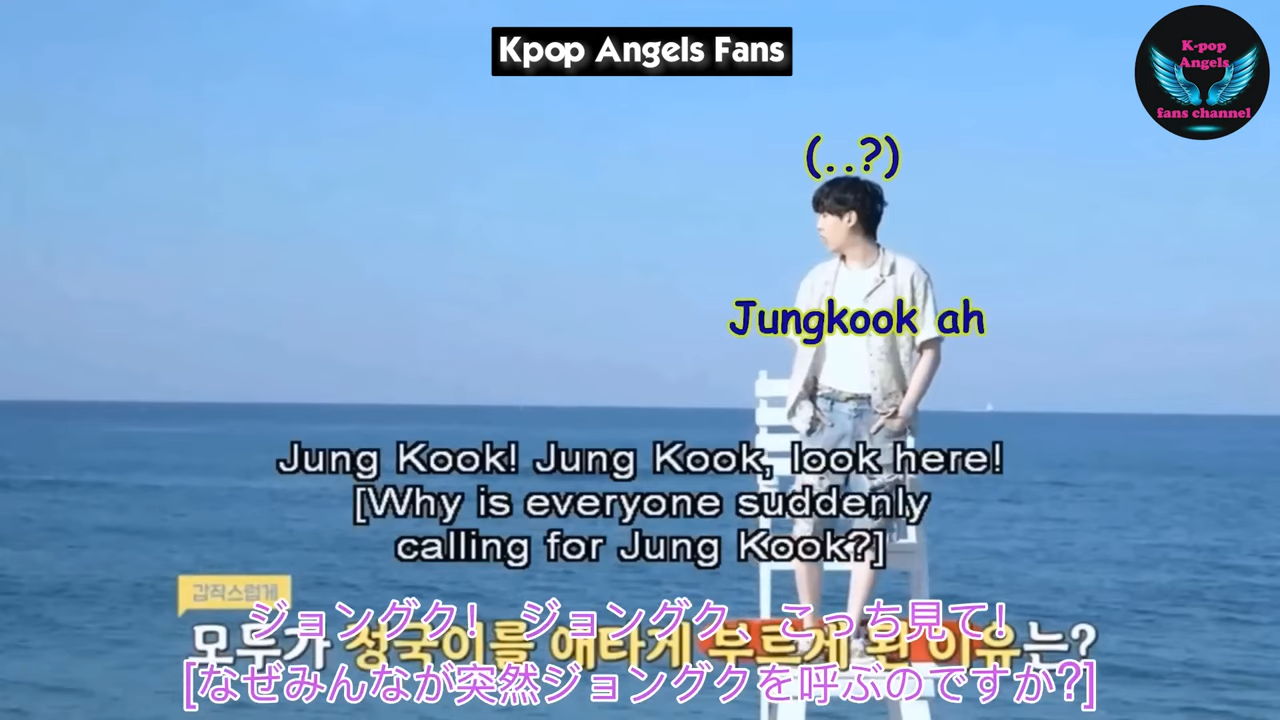 Kpop Angels Fans
K-pop
Angels
fans channel
(..?)
Jungkook ah
Jung Kook! Jung Kook, look here!
[Why is everyone suddenly
calling for Jung Kook?]
갑작스럽게
ジョングク! ジョングク、こっち見て!
모두가 정국이를 애타게 부르게 된 이유는?
[なぜみんなが突然ジョングクを呼ぶのですか?]